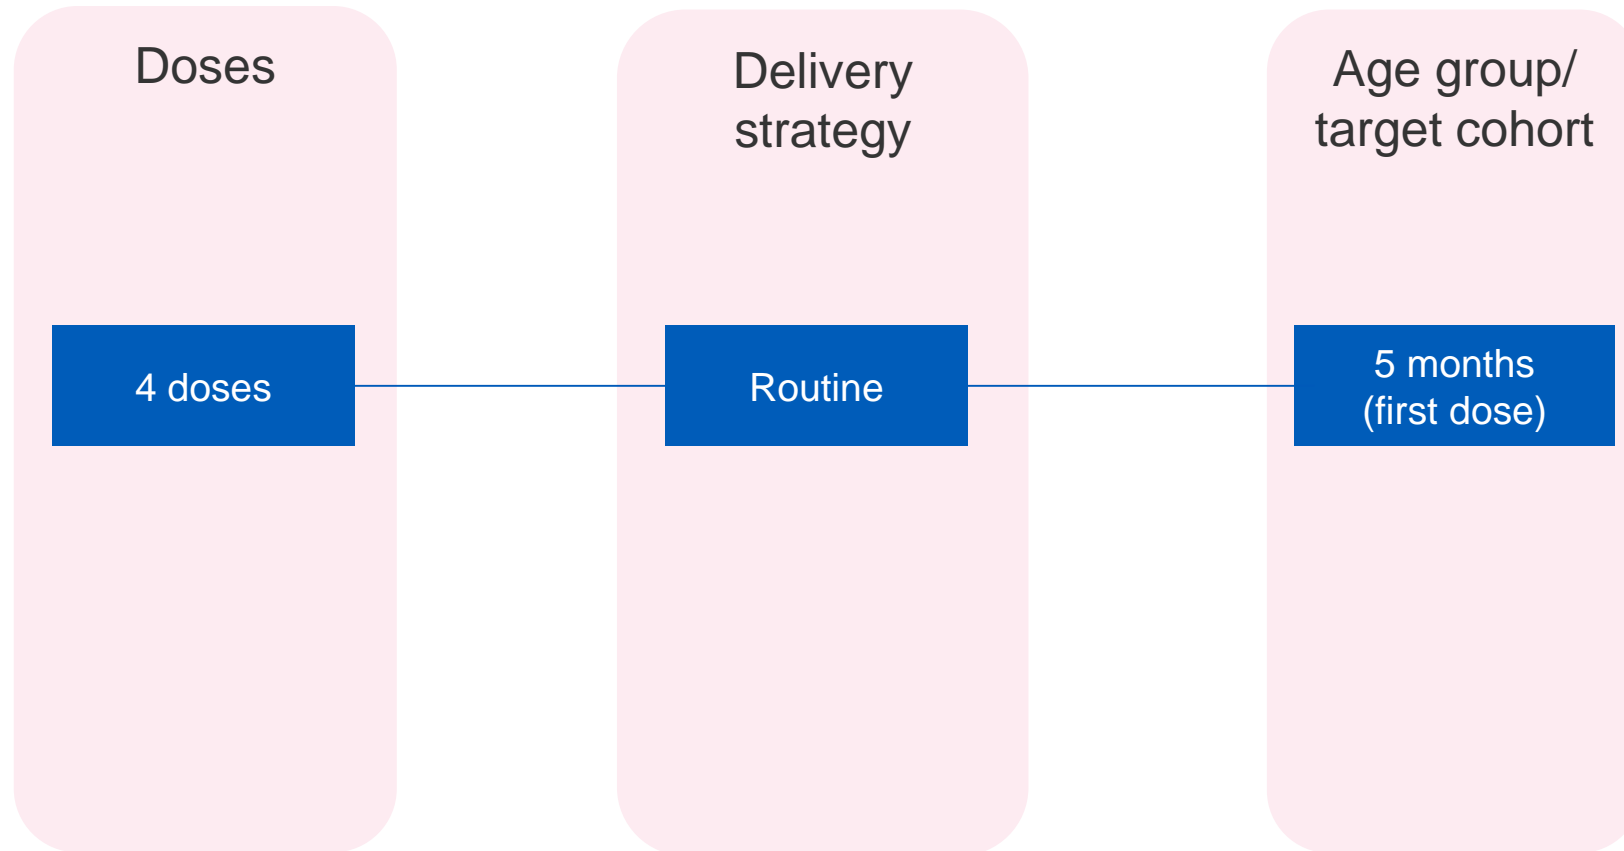 Doses
Delivery
strategy
Age group/
target cohort
4 doses
Routine
5 months
(first dose)